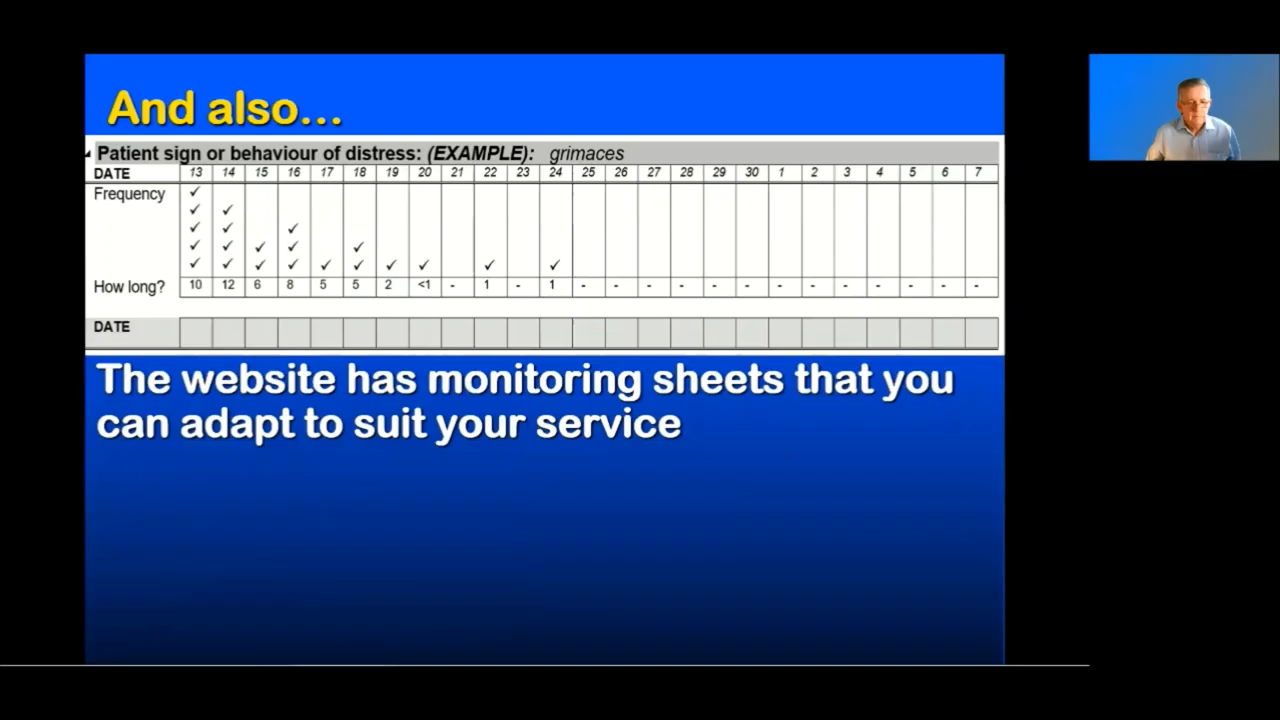 And also...
Patient sign or behaviour of distress: (EXAMPLE): grimaces
DATE 13 14 15 16 17 18 19 20 21 22 23 24 25 26 27 28 29 30 1 2 3 4 5 6 7
Frequency ✓
✓ ✓
✓ ✓ ✓
✓ ✓ ✓ ✓ ✓
✓ ✓ ✓ ✓ ✓ ✓ ✓ ✓ ✓ ✓
How long? 10 12 6 8 5 5 2 <1 - 1 - 1 - - - - - - - - - - - - -
DATE
The website has monitoring sheets that you
can adapt to suit your service